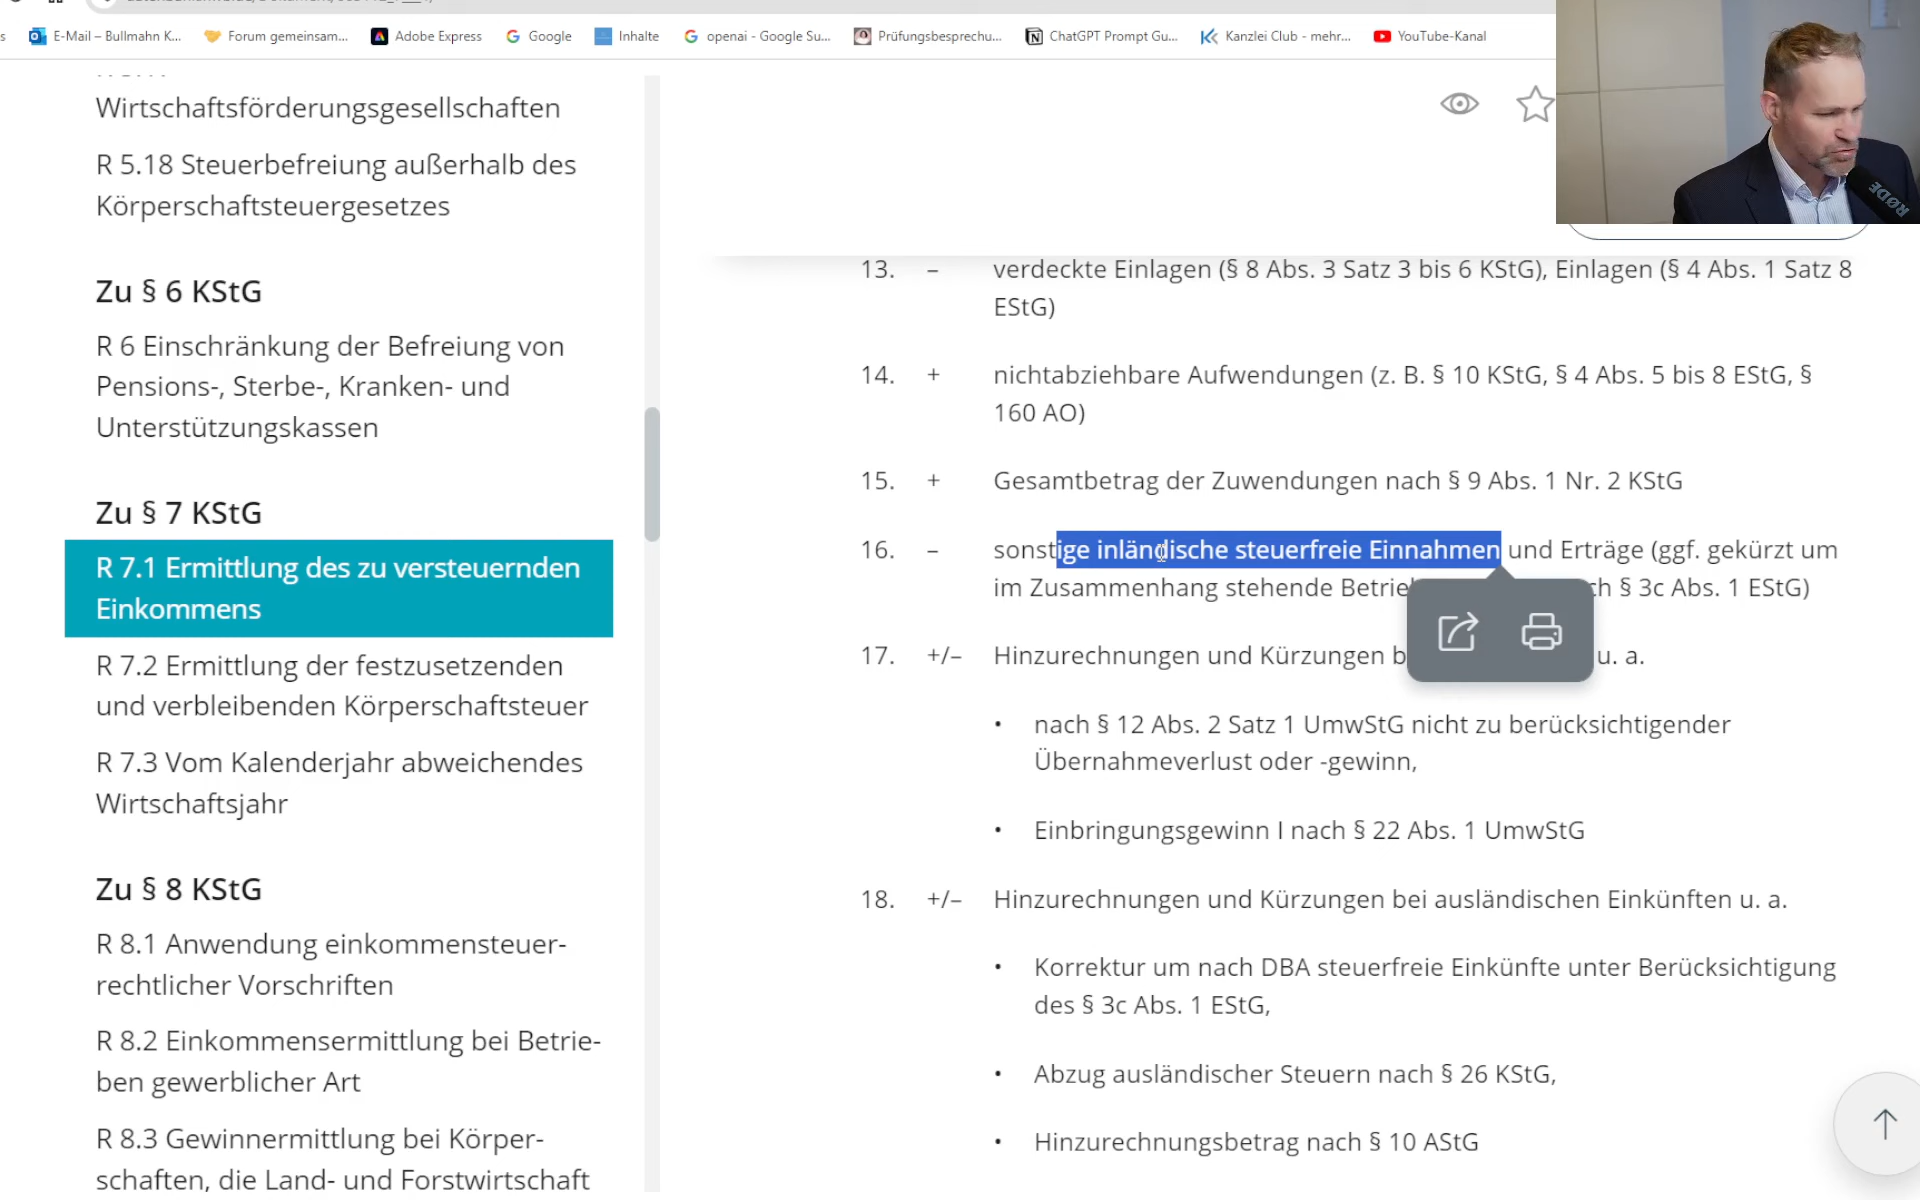 E-Mail – Bullmahn K...
Forum gemeinsam...
Adobe Express
Google
Inhalte
openai - Google Su...
Prüfungsbesprechu...
ChatGPT Prompt Gu...
Kanzlei Club - mehr...
YouTube-Kanal
Wirtschaftsförderungsgesellschaften
R 5.18 Steuerbefreiung außerhalb des
Körperschaftsteuergesetzes
Zu § 6 KStG
R 6 Einschränkung der Befreiung von
Pensions-, Sterbe-, Kranken- und
Unterstützungskassen
Zu § 7 KStG
R 7.1 Ermittlung des zu versteuernden
Einkommens
R 7.2 Ermittlung der festzusetzenden
und verbleibenden Körperschaftsteuer
R 7.3 Vom Kalenderjahr abweichendes
Wirtschaftsjahr
Zu § 8 KStG
R 8.1 Anwendung einkommensteuer-
rechtlicher Vorschriften
R 8.2 Einkommensermittlung bei Betrie-
ben gewerblicher Art
R 8.3 Gewinnermittlung bei Körper-
schaften, die Land- und Forstwirtschaft
13. – verdeckte Einlagen (§ 8 Abs. 3 Satz 3 bis 6 KStG), Einlagen (§ 4 Abs. 1 Satz 8
EStG)
14. + nichtabziehbare Aufwendungen (z. B. § 10 KStG, § 4 Abs. 5 bis 8 EStG, §
160 AO)
15. + Gesamtbetrag der Zuwendungen nach § 9 Abs. 1 Nr. 2 KStG
16. – sonstige inländische steuerfreie Einnahmen und Erträge (ggf. gekürzt um
im Zusammenhang stehende § 3c Abs. 1 EStG)
17. +/– Hinzurechnungen und Kürzungen u. a.
• nach § 12 Abs. 2 Satz 1 UmwStG nicht zu berücksichtigender
Übernahmeverlust oder -gewinn,
• Einbringungsgewinn I nach § 22 Abs. 1 UmwStG
18. +/– Hinzurechnungen und Kürzungen bei ausländischen Einkünften u. a.
• Korrektur um nach DBA steuerfreie Einkünfte unter Berücksichtigung
des § 3c Abs. 1 EStG,
• Abzug ausländischer Steuern nach § 26 KStG,
• Hinzurechnungsbetrag nach § 10 AStG
RØDE